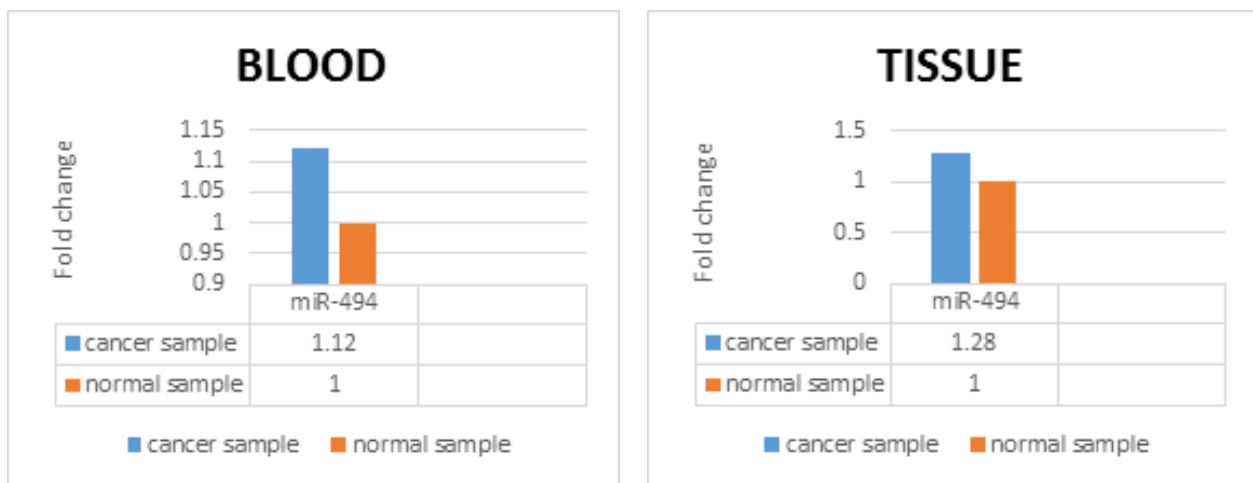 BLOOD
Fold change
1.15
1.1
1.05
1
0.95
0.9
miR-494
cancer sample 1.12
normal sample 1
cancer sample normal sample
TISSUE
Fold change
1.5
1
0.5
0
miR-494
cancer sample 1.28
normal sample 1
cancer sample normal sample